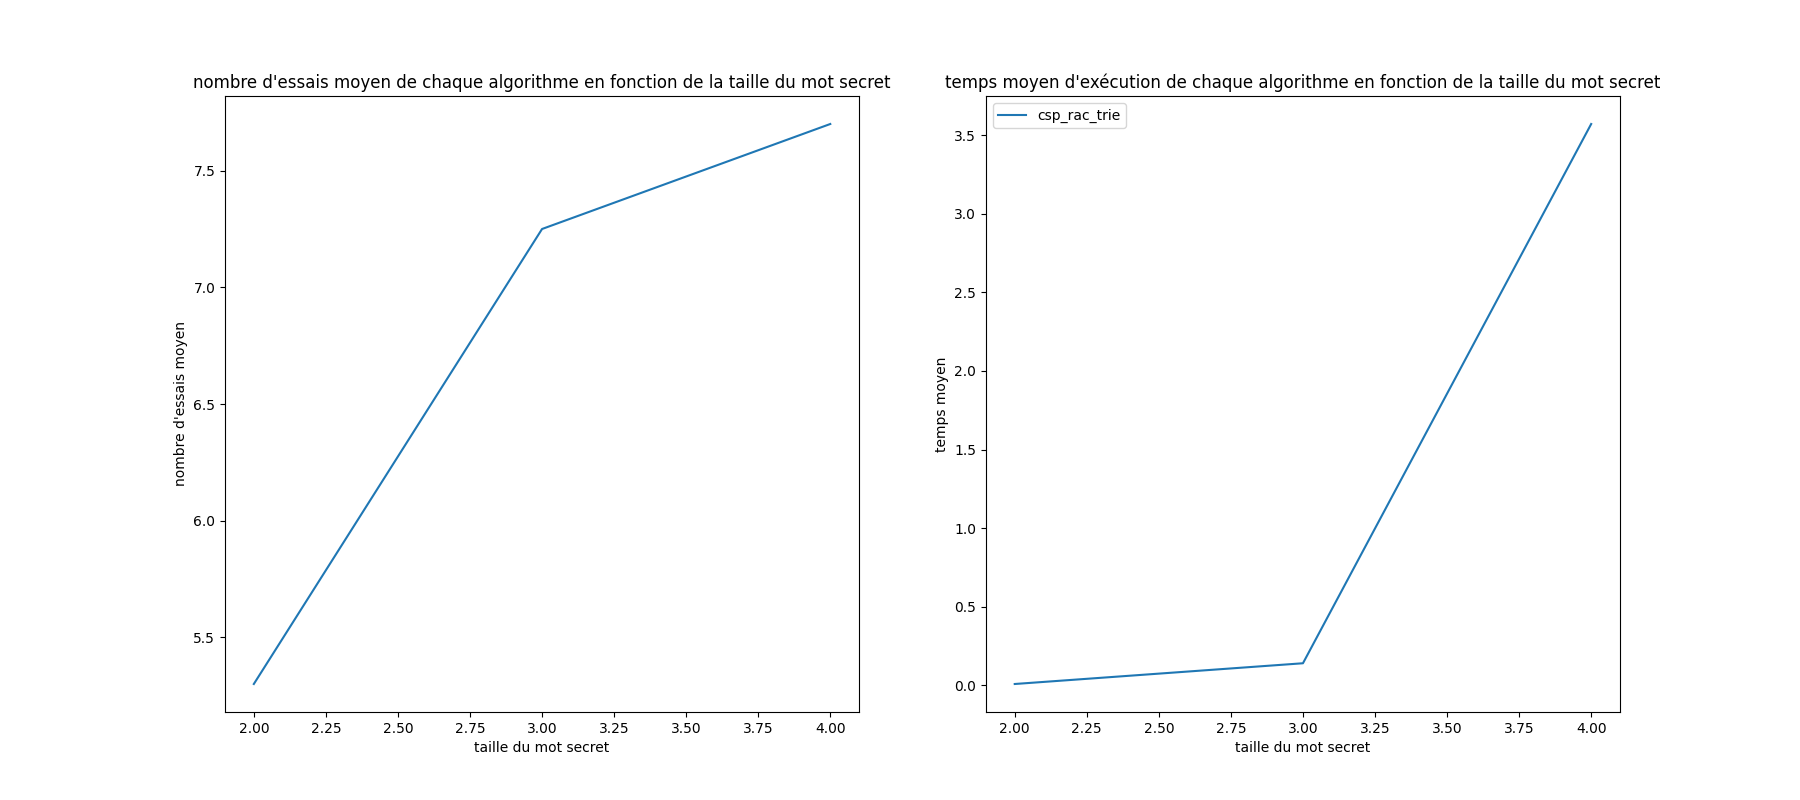 nombre d'essais moyen de chaque algorithme en fonction de la taille du mot secret
7.5
7.0
6.5
6.0
5.5
nombre d'essais moyen
2.00 2.25 2.50 2.75 3.00 3.25 3.50 3.75 4.00
taille du mot secret
temps moyen d'exécution de chaque algorithme en fonction de la taille du mot secret
csp_rac_trie
3.5
3.0
2.5
2.0
1.5
1.0
0.5
0.0
temps moyen
2.00 2.25 2.50 2.75 3.00 3.25 3.50 3.75 4.00
taille du mot secret